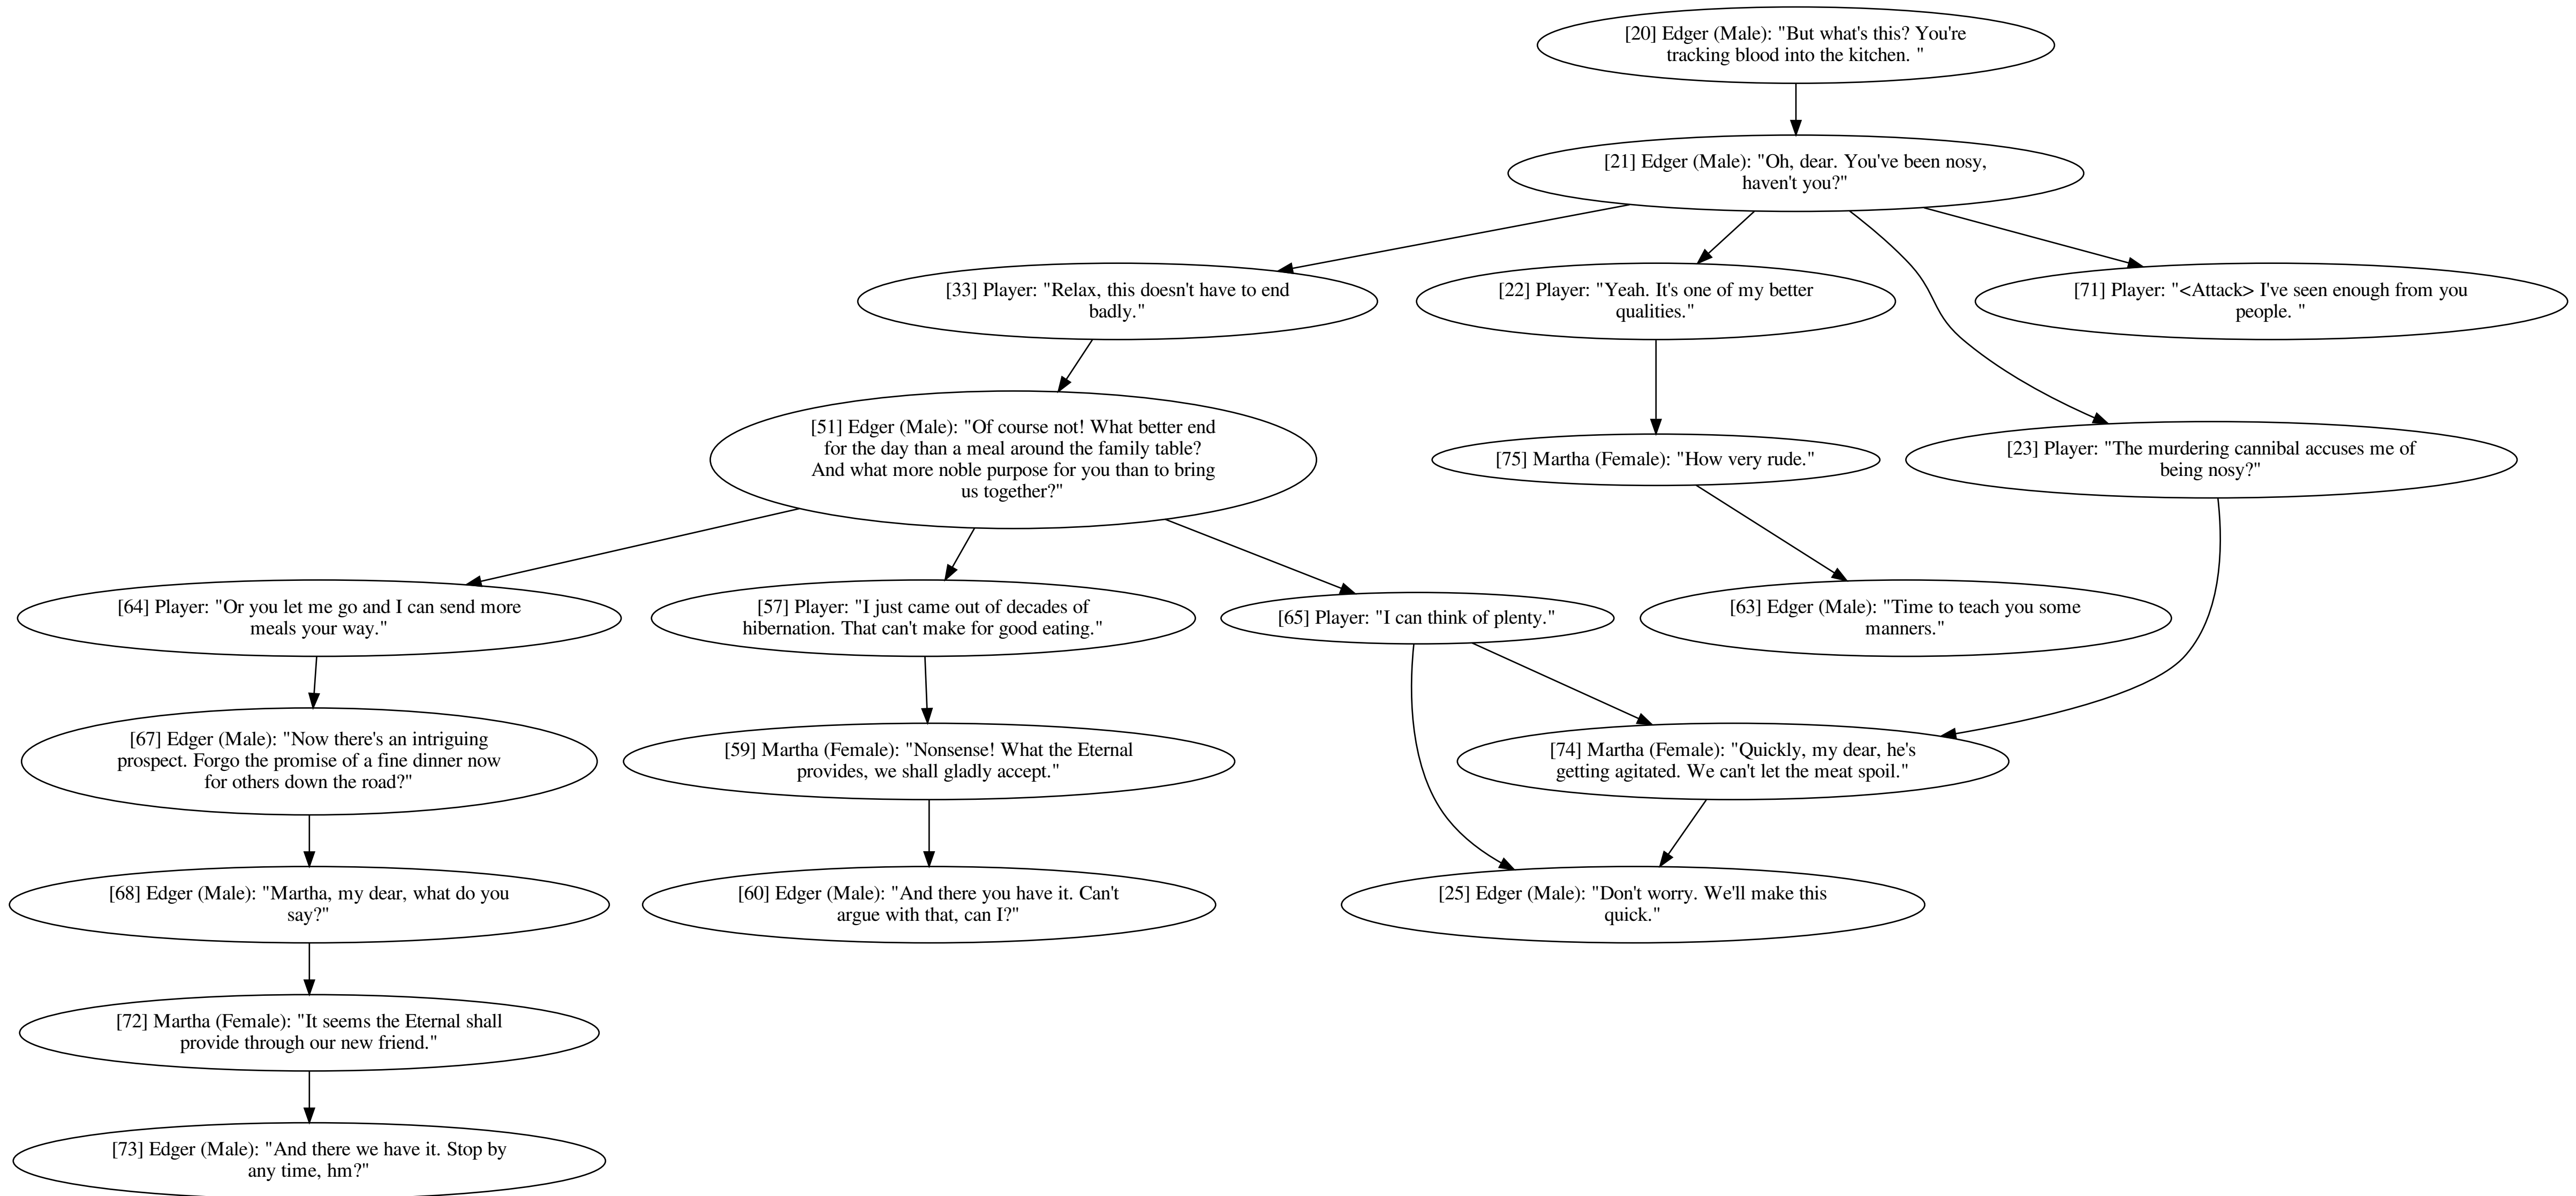 [20] Edger (Male): "But what's this? You're
tracking blood into the kitchen. "
[21] Edger (Male): "Oh, dear. You've been nosy,
haven't you?"
[33] Player: "Relax, this doesn't have to end
badly."
[22] Player: "Yeah. It's one of my better
qualities."
[71] Player: "<Attack> I've seen enough from you
people. "
[51] Edger (Male): "Of course not! What better end
for the day than a meal around the family table?
And what more noble purpose for you than to bring
us together?"
[75] Martha (Female): "How very rude."
[23] Player: "The murdering cannibal accuses me of
being nosy?"
[64] Player: "Or you let me go and I can send more
meals your way."
[57] Player: "I just came out of decades of
hibernation. That can't make for good eating."
[65] Player: "I can think of plenty."
[63] Edger (Male): "Time to teach you some
manners."
[67] Edger (Male): "Now there's an intriguing
prospect. Forgo the promise of a fine dinner now
for others down the road?"
[59] Martha (Female): "Nonsense! What the Eternal
provides, we shall gladly accept."
[74] Martha (Female): "Quickly, my dear, he's
getting agitated. We can't let the meat spoil."
[68] Edger (Male): "Martha, my dear, what do you
say?"
[60] Edger (Male): "And there you have it. Can't
argue with that, can I?"
[25] Edger (Male): "Don't worry. We'll make this
quick."
[72] Martha (Female): "It seems the Eternal shall
provide through our new friend."
[73] Edger (Male): "And there we have it. Stop by
any time, hm?"